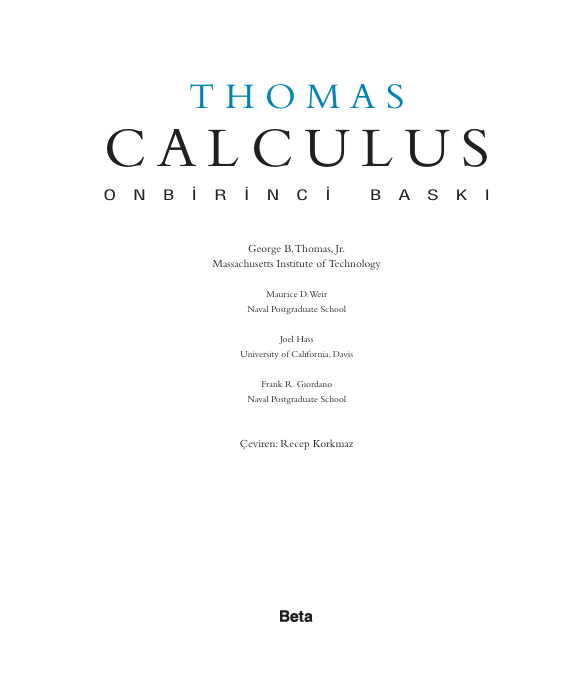 THOMAS
CALCULUS
ONBİRİNCİ BASKI
George B. Thomas, Jr.
Massachusetts Institute of Technology
Maurice D. Weir
Naval Postgraduate School
Joel Hass
University of California, Davis
Frank R. Giordano
Naval Postgraduate School
Çeviren: Recep Korkmaz
Beta